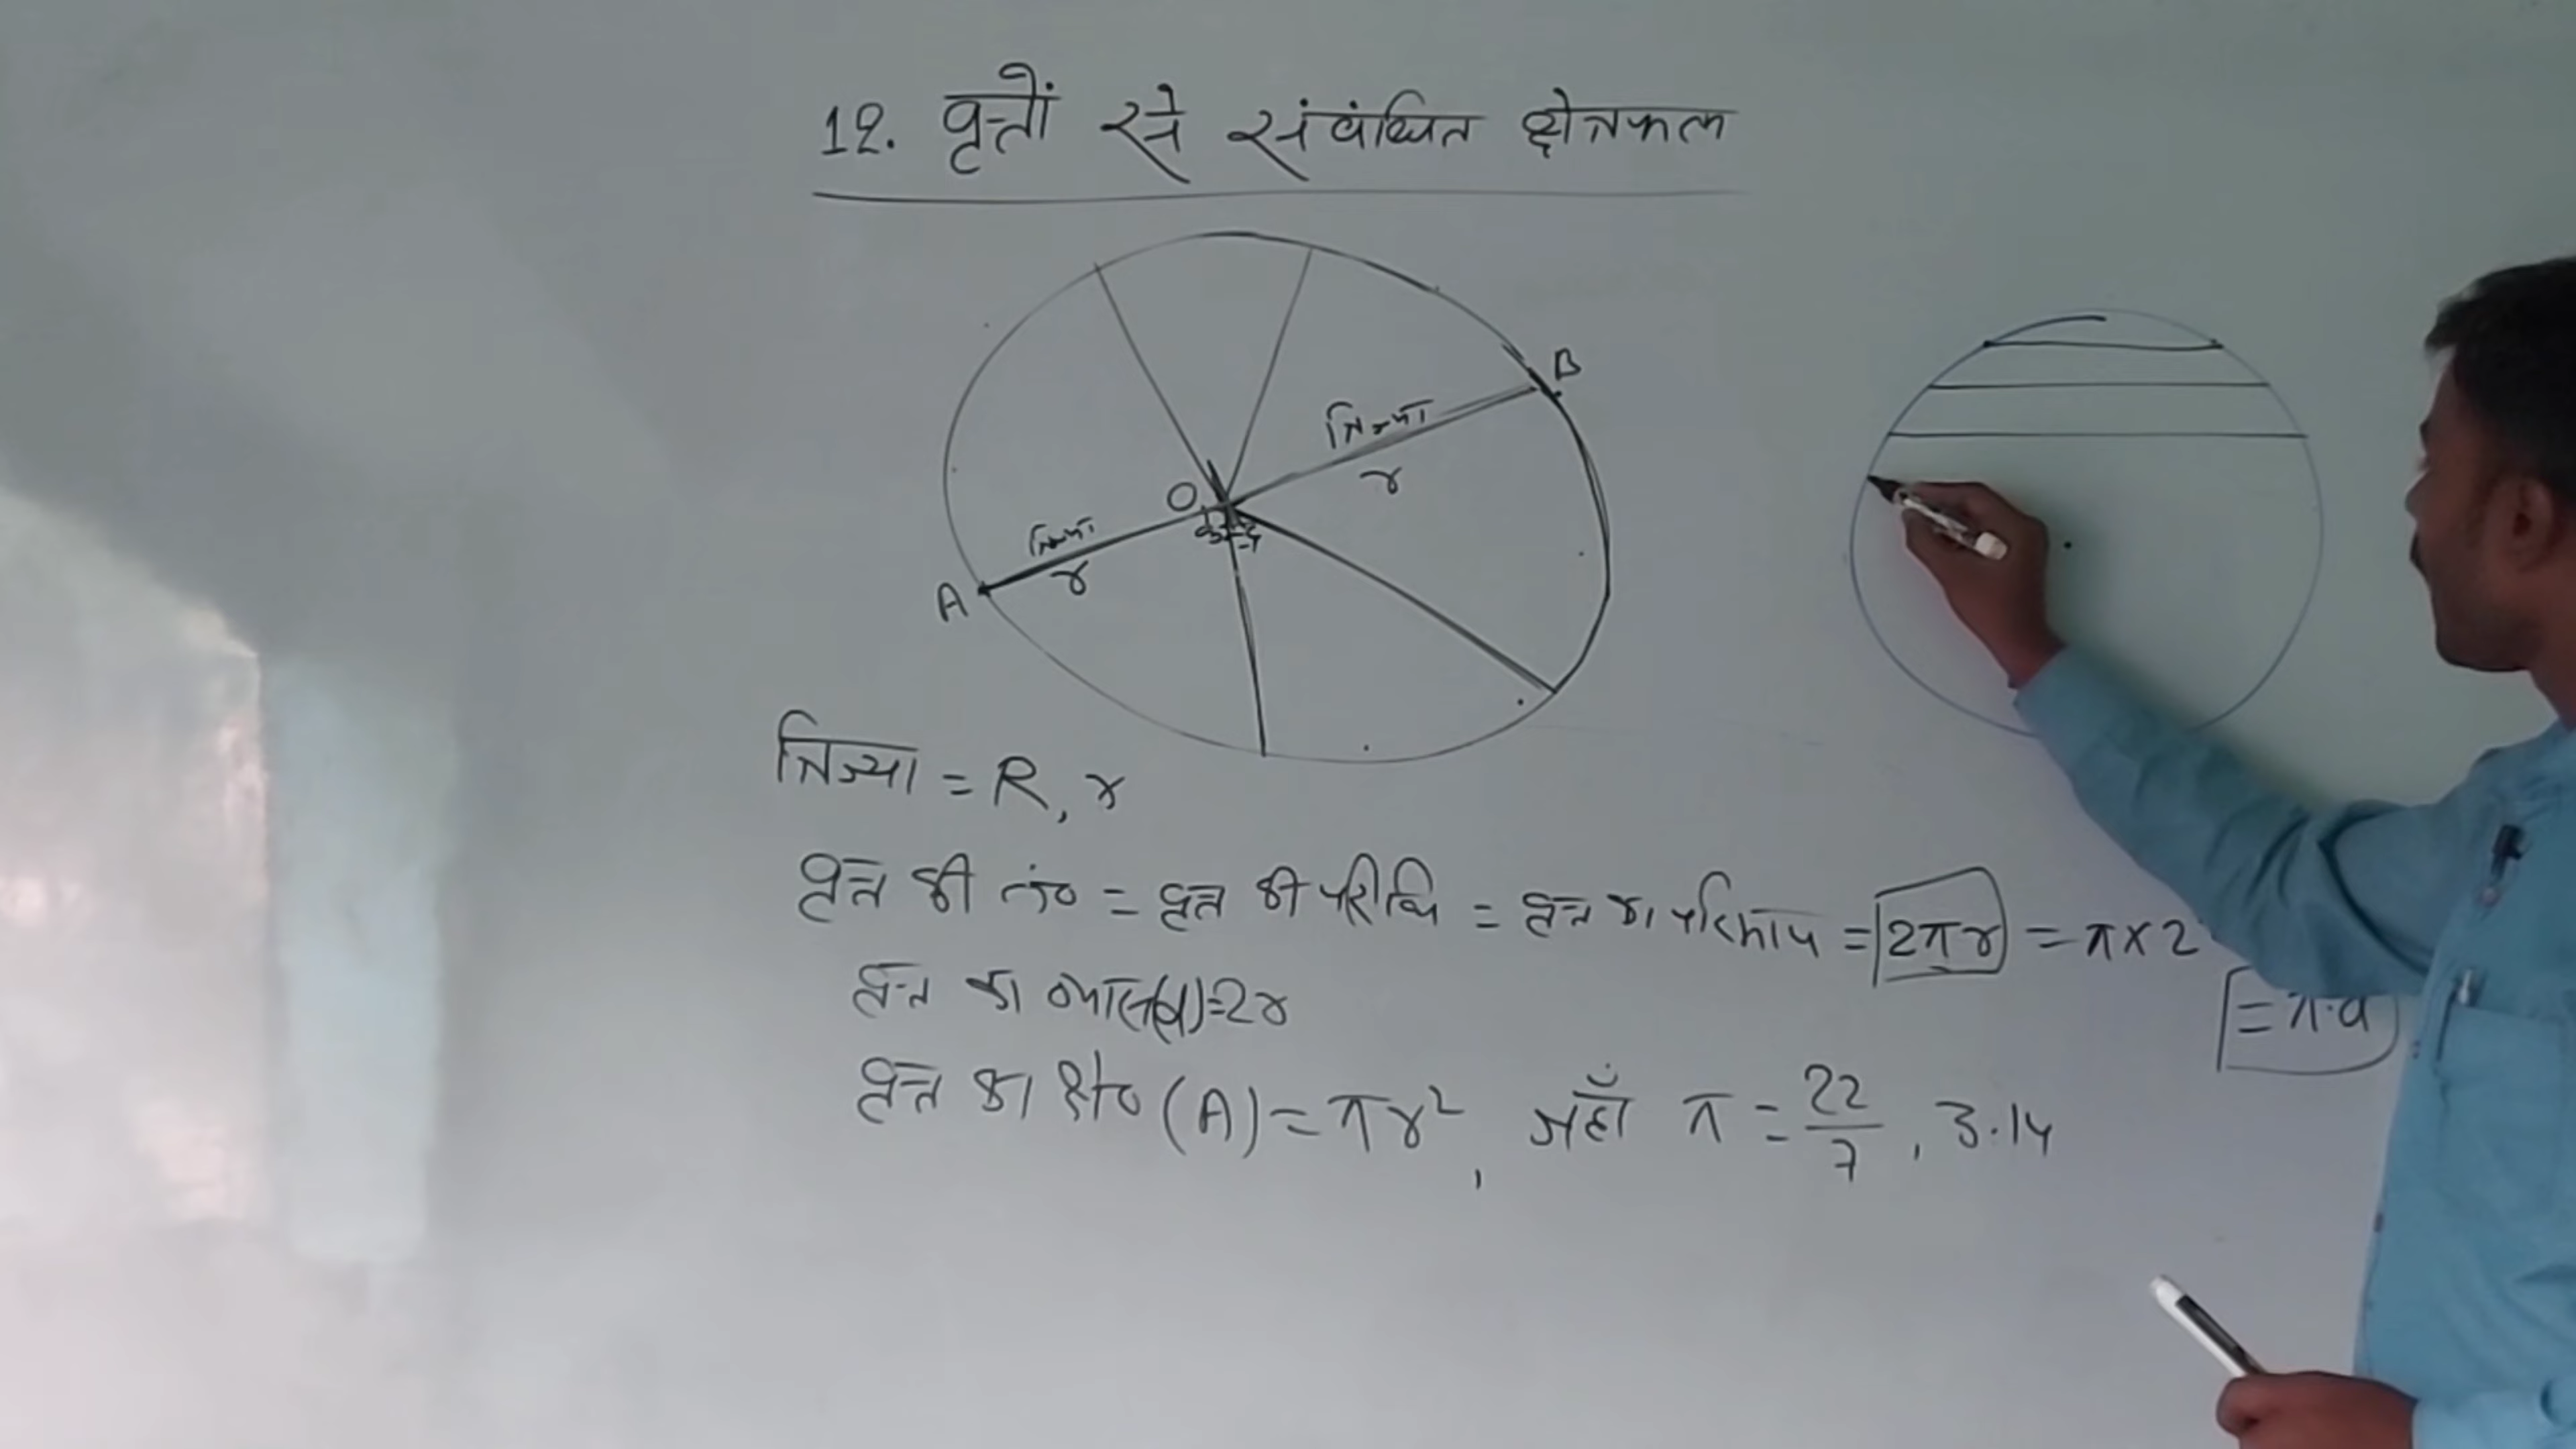 12. वृत्तों से संबंधित क्षेत्रफल
B
त्रिज्या
r
O
केन्द्र
त्रिज्या
r
A
त्रिज्या = R, r
वृत्त की लं० = वृत्त की परिधि = वृत्त का परिमाप = 2πr = π×2
वृत्त का व्यास(d)=2r
= π.d
वृत्त का क्षे० (A) = πr², जहाँ π = 22/7, 3.14